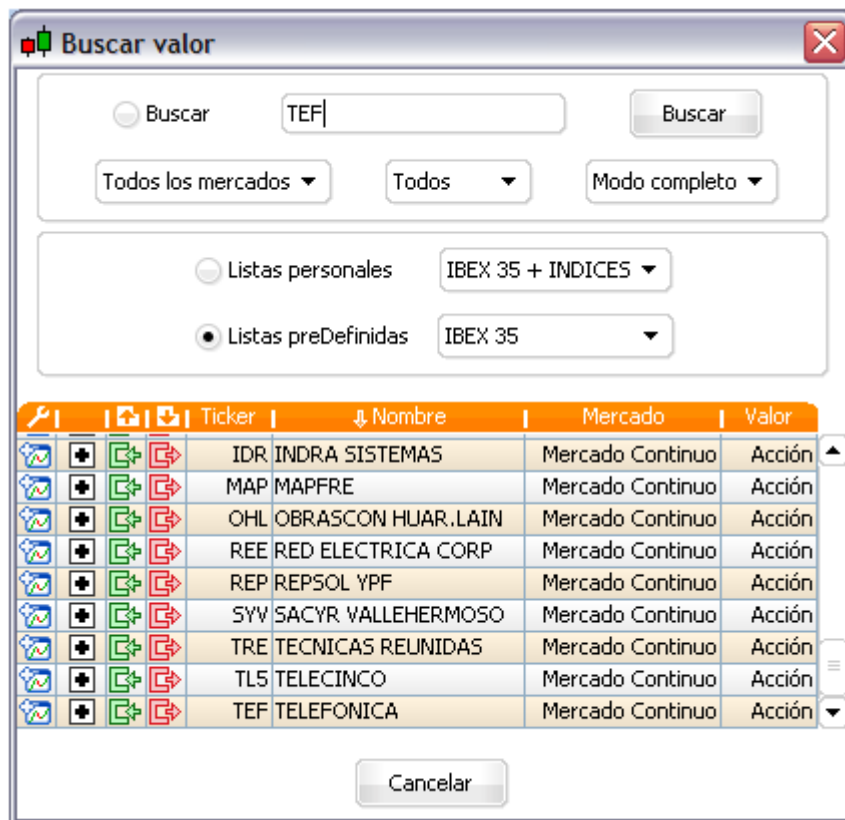 Buscar valor
Buscar TEF Buscar
Todos los mercados Todos Modo completo
Listas personales IBEX 35 + INDICES
Listas preDefinidas IBEX 35
Ticker Nombre Mercado Valor
IDR INDRA SISTEMAS Mercado Continuo Acción
MAP MAPFRE Mercado Continuo Acción
OHL OBRASCON HUAR.LAIN Mercado Continuo Acción
REE RED ELECTRICA CORP Mercado Continuo Acción
REP REPSOL YPF Mercado Continuo Acción
SYV SACYR VALLEHERMOSO Mercado Continuo Acción
TRE TECNICAS REUNIDAS Mercado Continuo Acción
TL5 TELECINCO Mercado Continuo Acción
TEF TELEFONICA Mercado Continuo Acción
Cancelar